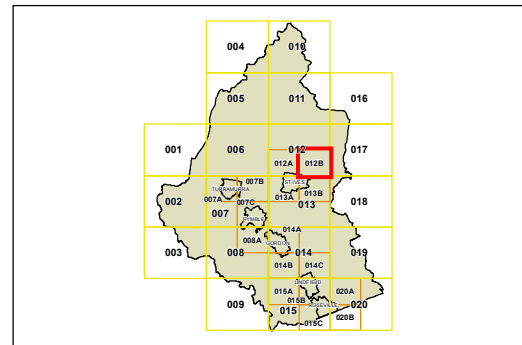 004 010
005 011 016
001 006 012 017
012A 012B
007B ST IVES
TURRAMURRA
002 007A 007C 013A 013B 018
007 013
PYMBLE
014A
008A GORDON
003 008 014 019
014B 014C
LINDFIELD
015A 020A
009 015B ROSEVILLE 020
015 020B
015C